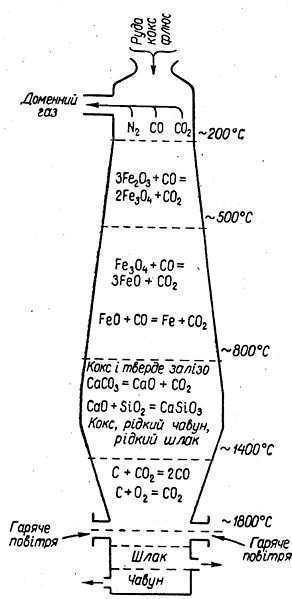 Руда
кокс
флюс
Доменний
газ
N₂ CO CO₂
~200°C
3Fe₂O₃ + CO =
2Fe₃O₄ + CO₂
~500°C
Fe₃O₄ + CO =
3FeO + CO₂
FeO + CO = Fe + CO₂
~800°C
Кокс і тверде залізо
CaCO₃ = CaO + CO₂
CaO + SiO₂ = CaSiO₃
Кокс, рідкий чавун,
рідкий шлак
~1400°C
C + CO₂ = 2CO
C + O₂ = CO₂
~1800°C
Гаряче
повітря
Гаряче
повітря
Шлак
Чавун